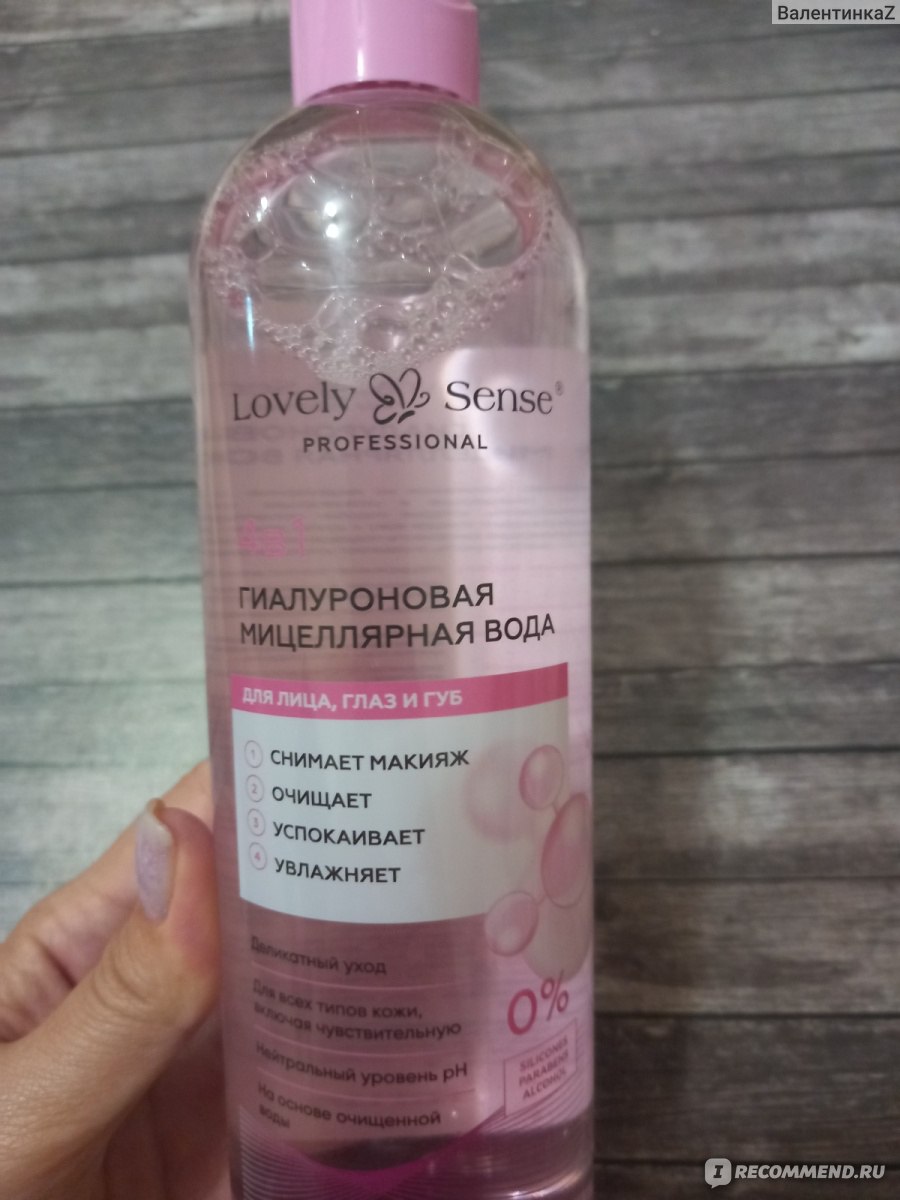 ВалентинкаZ
Lovely Sense®
PROFESSIONAL
4в1
ГИАЛУРОНОВАЯ
МИЦЕЛЛЯРНАЯ ВОДА
ДЛЯ ЛИЦА, ГЛАЗ И ГУБ
1 СНИМАЕТ МАКИЯЖ
2 ОЧИЩАЕТ
3 УСПОКАИВАЕТ
4 УВЛАЖНЯЕТ
Деликатный уход
Для всех типов кожи,
включая чувствительную
Нейтральный уровень pH
На основе очищенной
воды
0%
SILICONES
PARABENS
ALCOHOL
IRECOMMEND.RU